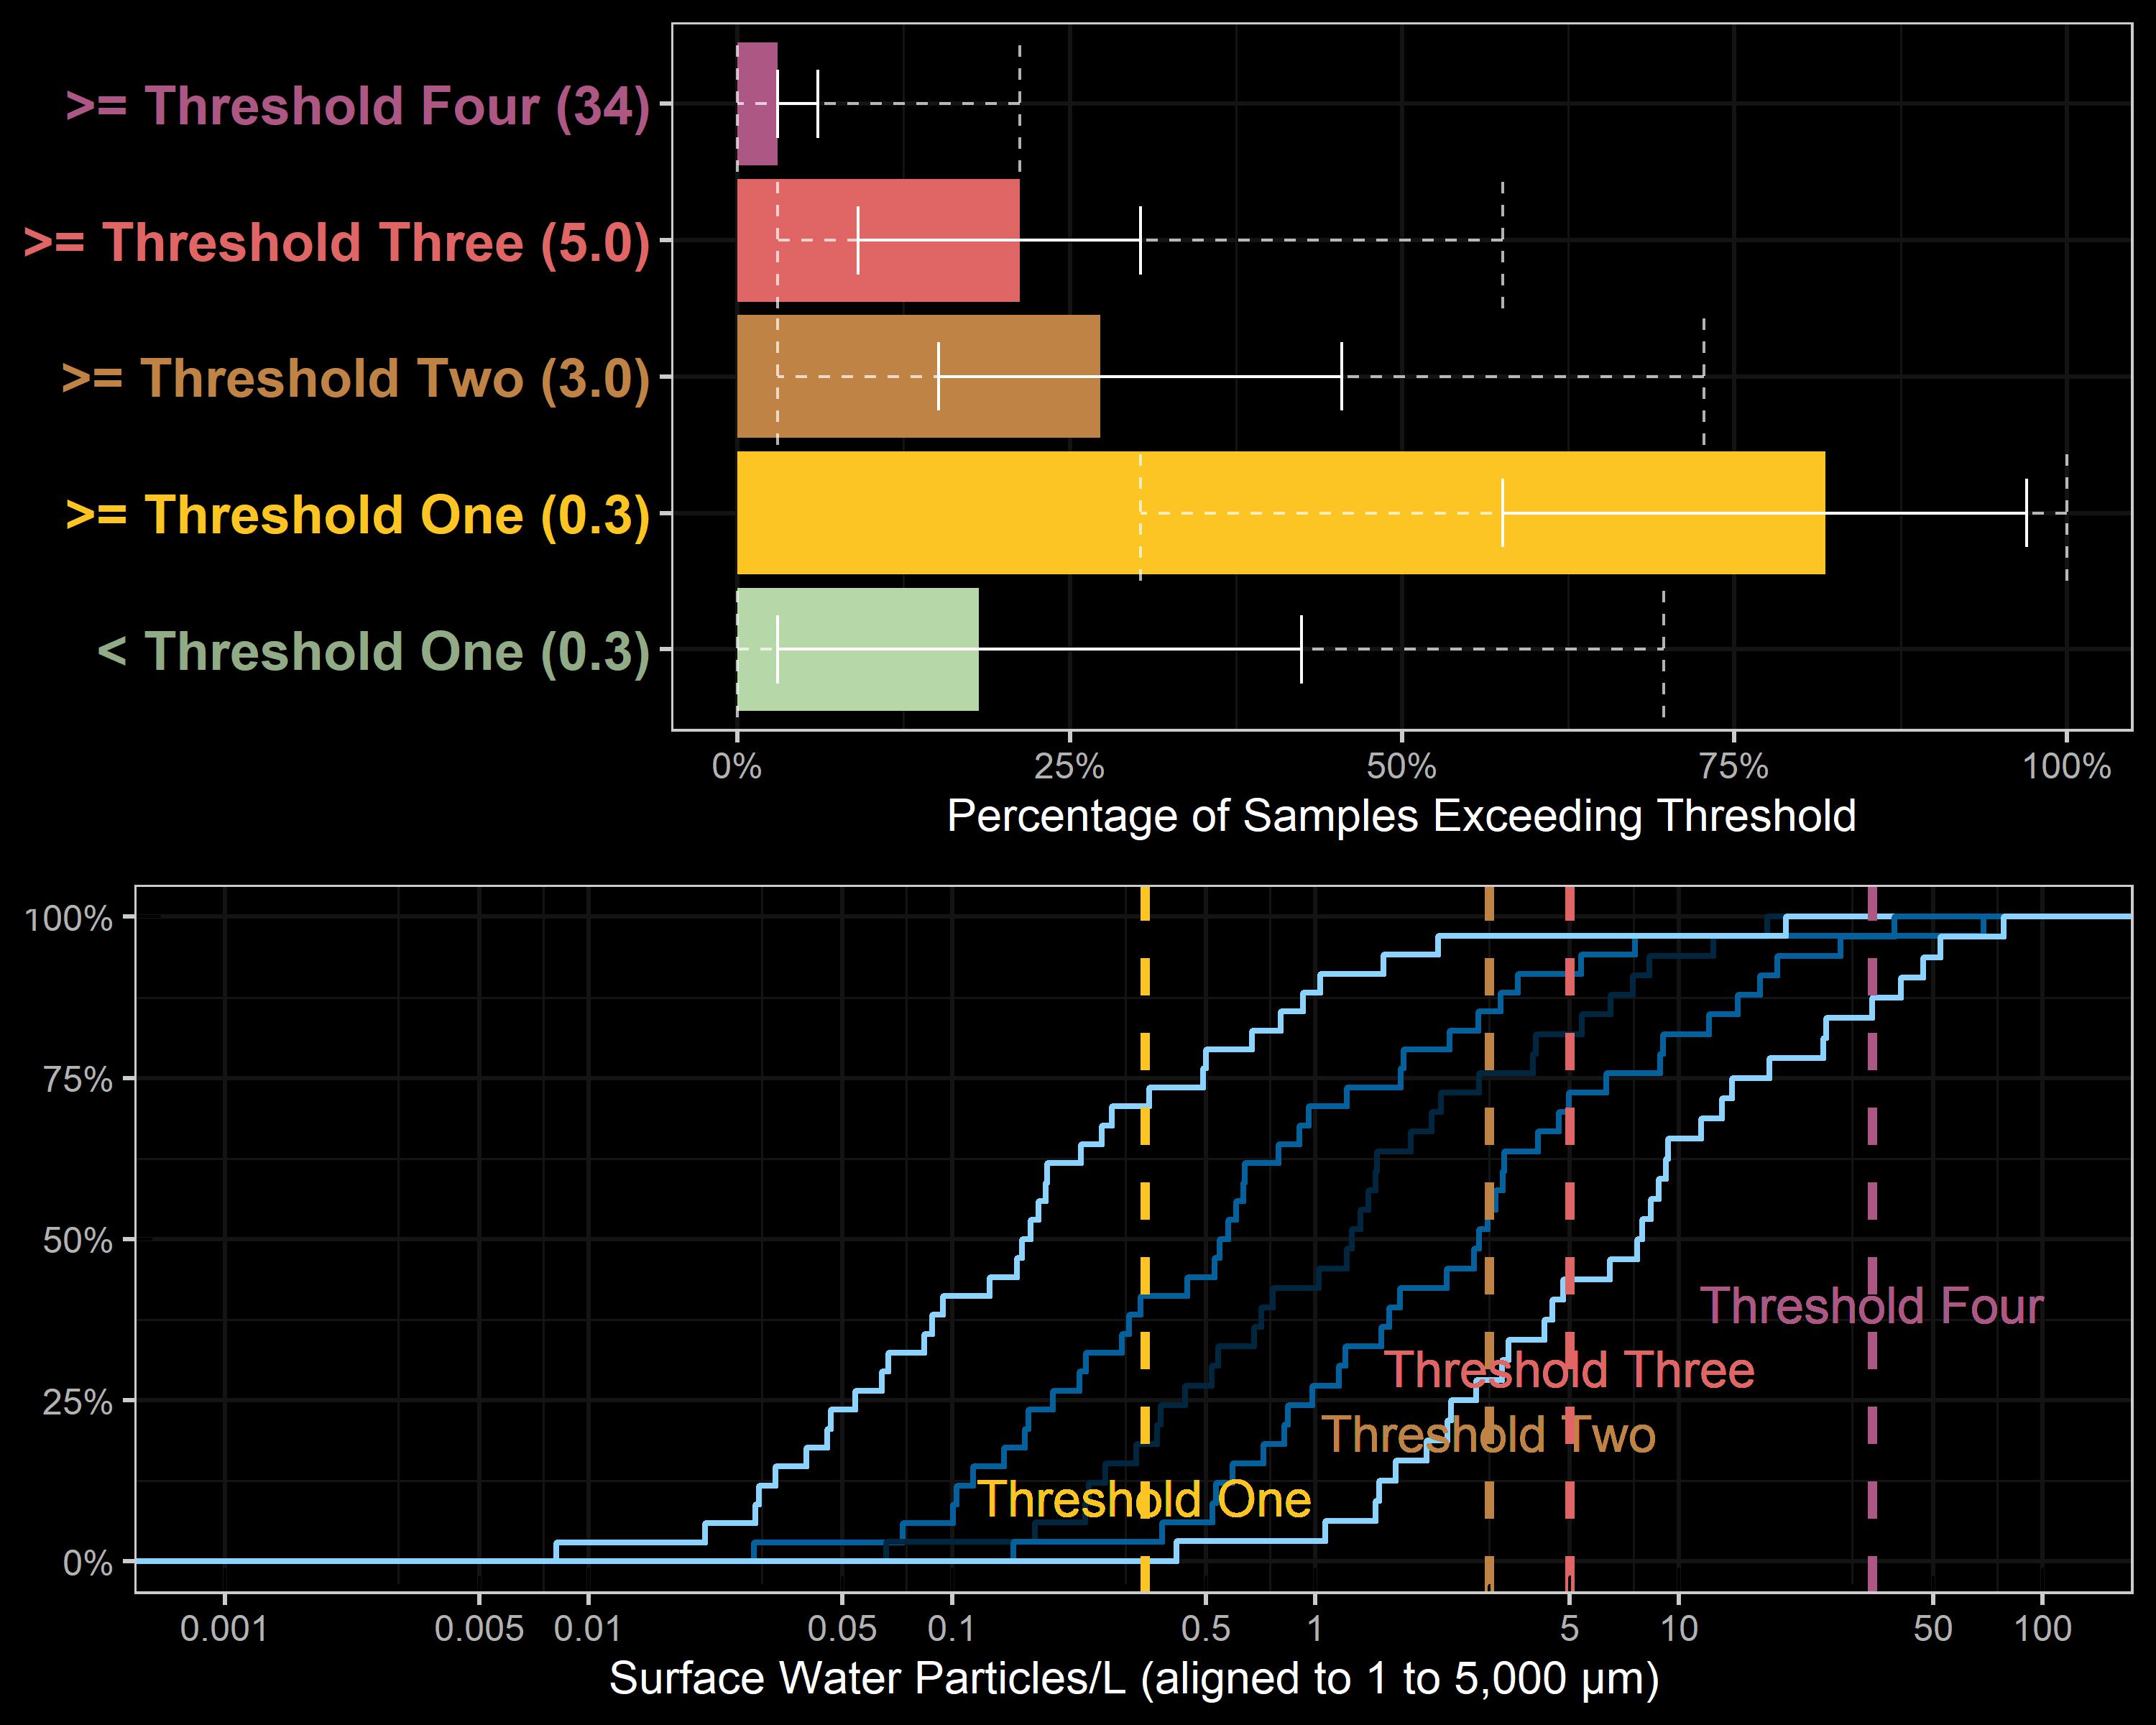 >= Threshold Four (34)
>= Threshold Three (5.0)
>= Threshold Two (3.0)
>= Threshold One (0.3)
< Threshold One (0.3)
0% 25% 50% 75% 100%
Percentage of Samples Exceeding Threshold
100%
75%
50%
25%
0%
Threshold Four
Threshold Three
Threshold Two
Threshold One
0.001 0.005 0.01 0.05 0.1 0.5 1 5 10 50 100
Surface Water Particles/L (aligned to 1 to 5,000 µm)